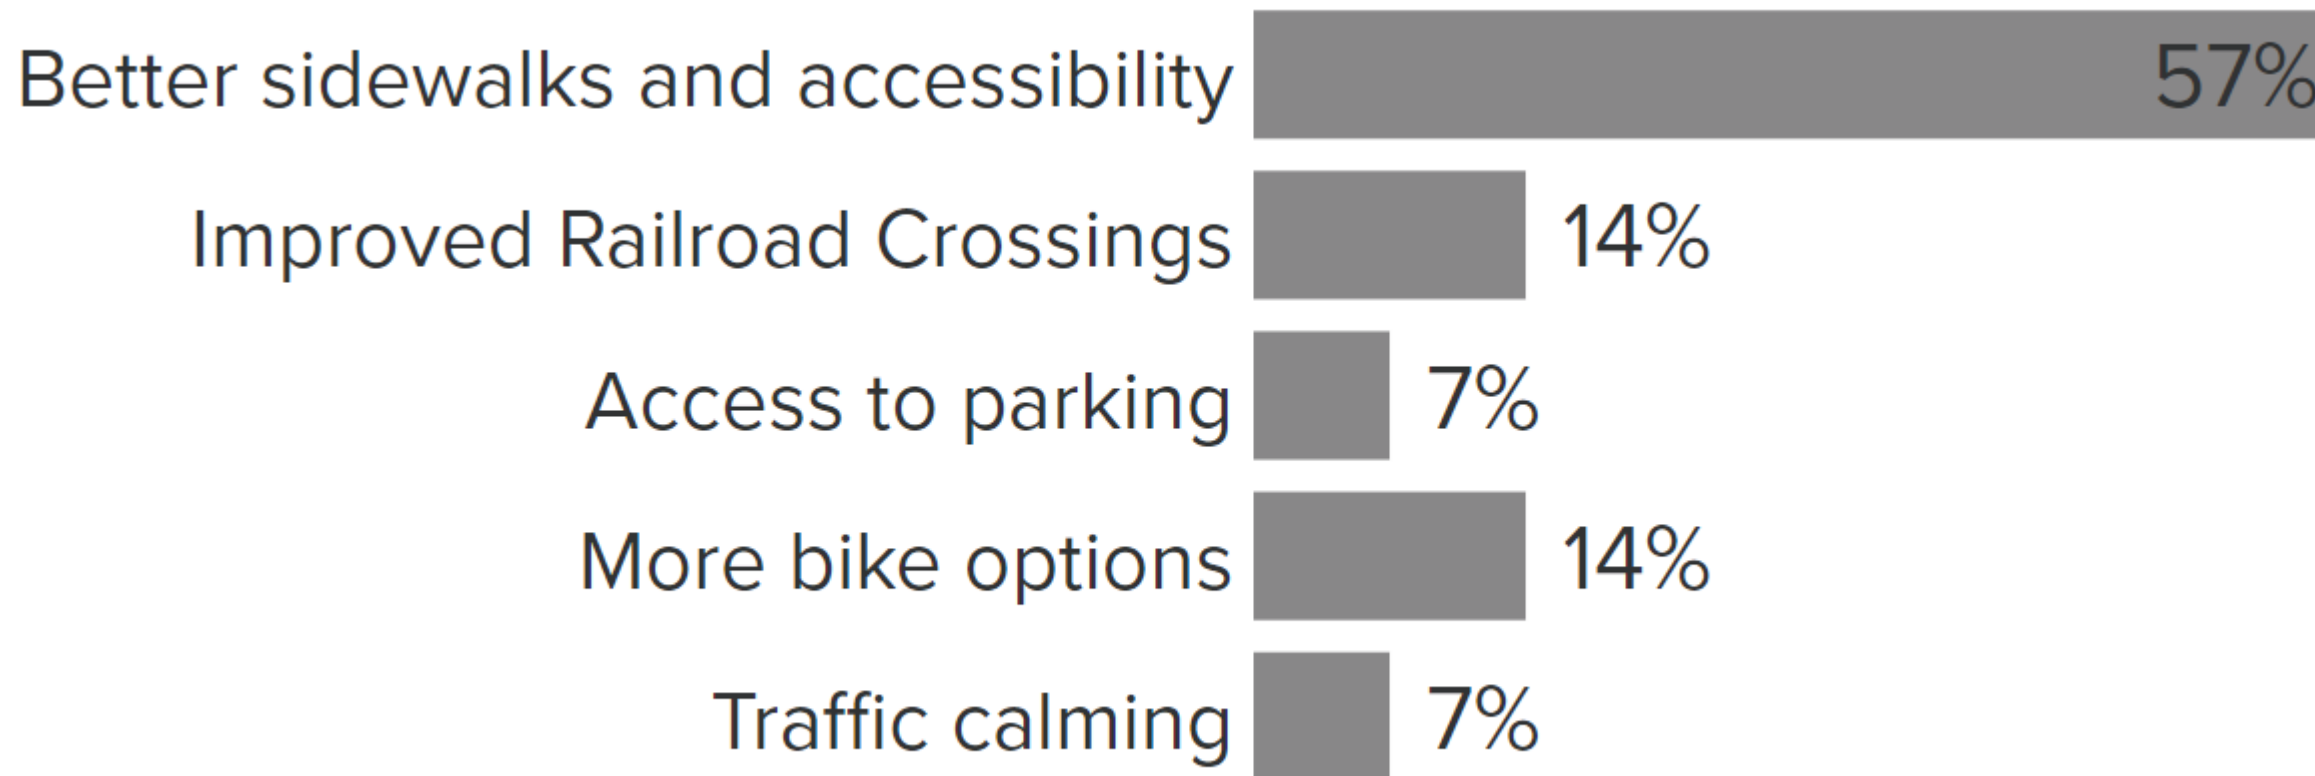 Better sidewalks and accessibility 57%
Improved Railroad Crossings 14%
Access to parking 7%
More bike options 14%
Traffic calming 7%